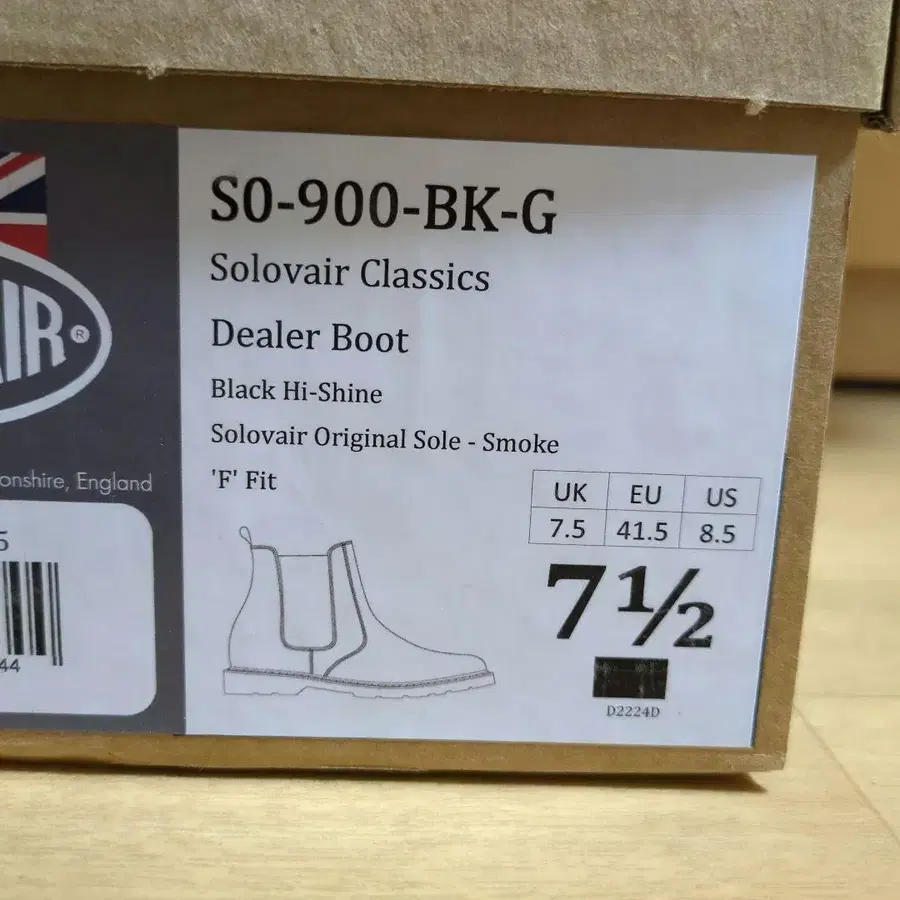 S0-900-BK-G
Solovair Classics
Dealer Boot
Black Hi-Shine
Solovair Original Sole - Smoke
'F' Fit
UK EU US
7.5 41.5 8.5
7½
D2224D
AIR®
onshire, England
5
44